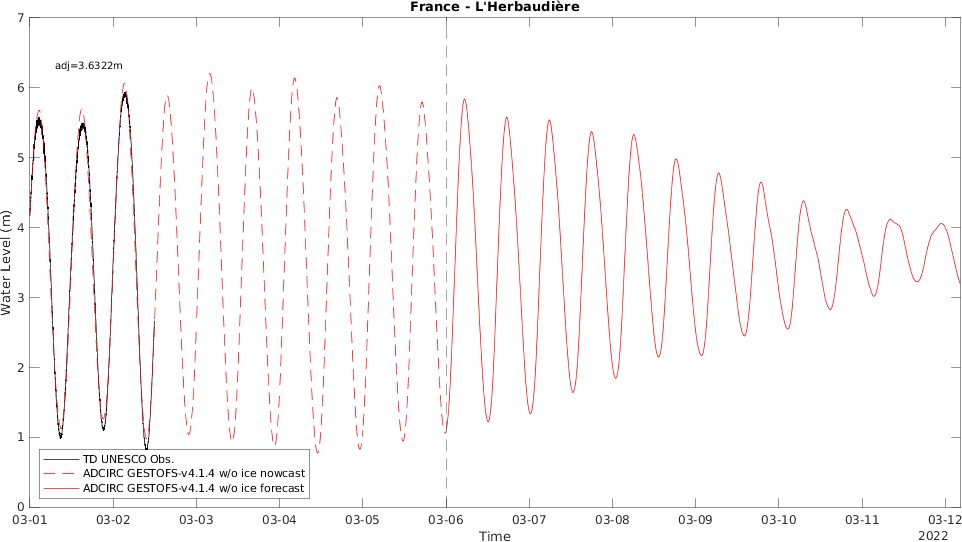 France - L'Herbaudière
7
6
5
4
3
2
1
0
Water Level (m)
adj=3.6322m
TD UNESCO Obs.
ADCIRC GESTOFS-v4.1.4 w/o ice nowcast
ADCIRC GESTOFS-v4.1.4 w/o ice forecast
03-01 03-02 03-03 03-04 03-05 03-06 03-07 03-08 03-09 03-10 03-11 03-12
Time
2022